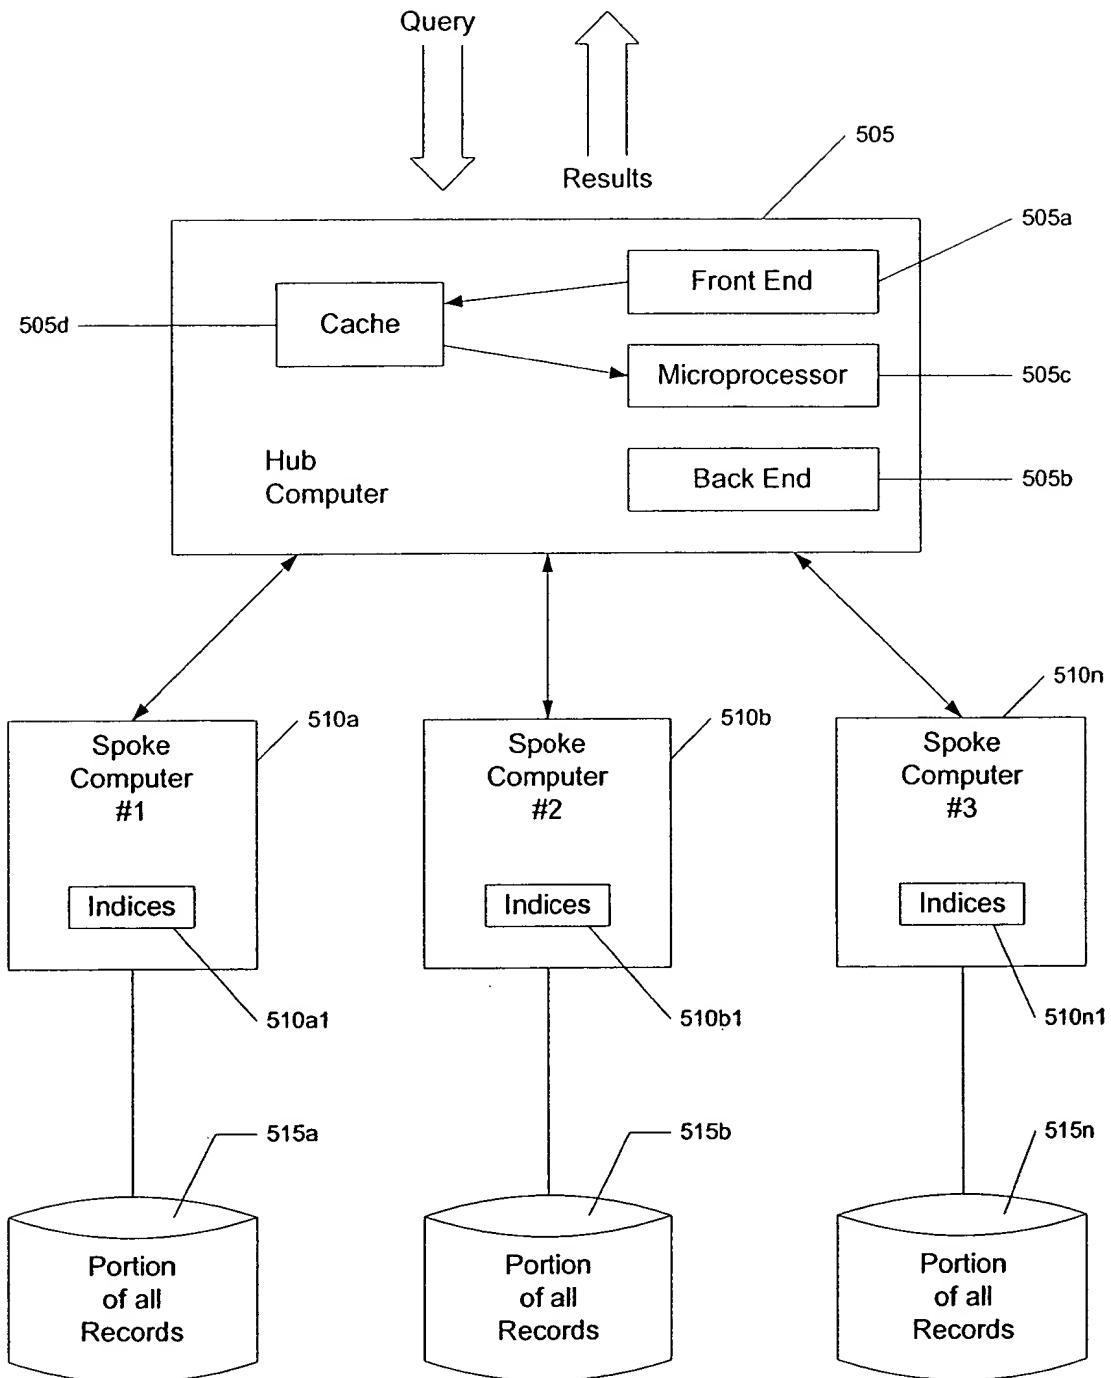 Query
Results
505
505a
Front End
505d
Cache
Microprocessor
505c
Hub
Computer
Back End
505b
510a
510b
510n
Spoke
Computer
#1
Spoke
Computer
#2
Spoke
Computer
#3
Indices
Indices
Indices
510a1
510b1
510n1
515a
515b
515n
Portion
of all
Records
Portion
of all
Records
Portion
of all
Records